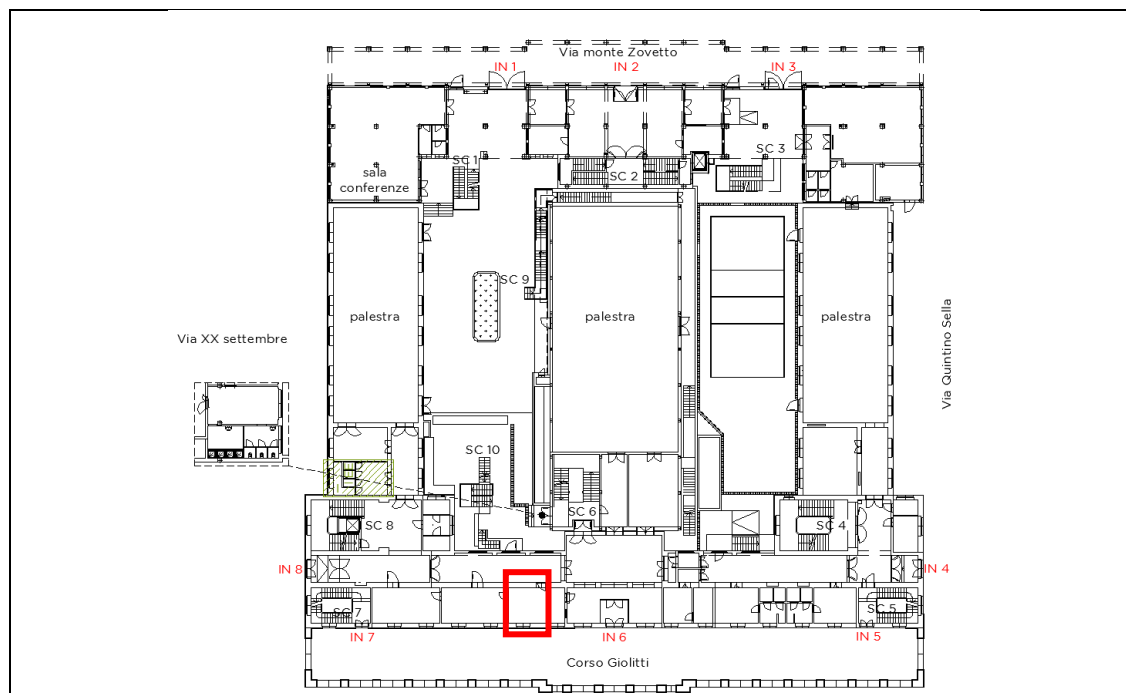 Via monte Zovetto
IN 1
IN 2
IN 3
SC 1
SC 2
SC 3
sala
conferenze
SC 9
palestra
palestra
palestra
Via XX settembre
Via Quintino Sella
SC 10
SC 6
SC 8
SC 4
IN 8
IN 4
SC 7
SC 5
IN 7
IN 6
IN 5
Corso Giolitti